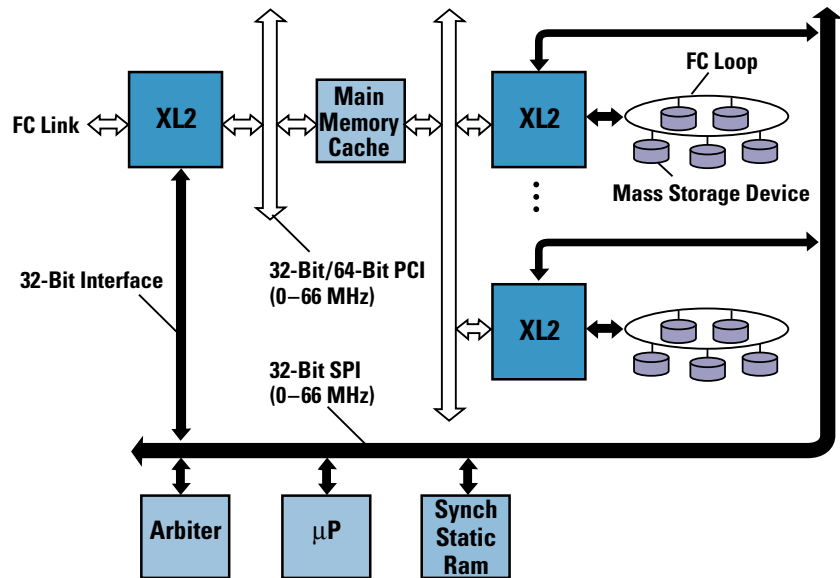 FC Link
XL2
Main
Memory
Cache
XL2
FC Loop
Mass Storage Device
32-Bit Interface
32-Bit/64-Bit PCI
(0–66 MHz)
XL2
32-Bit SPI
(0–66 MHz)
Arbiter
μP
Synch
Static
Ram